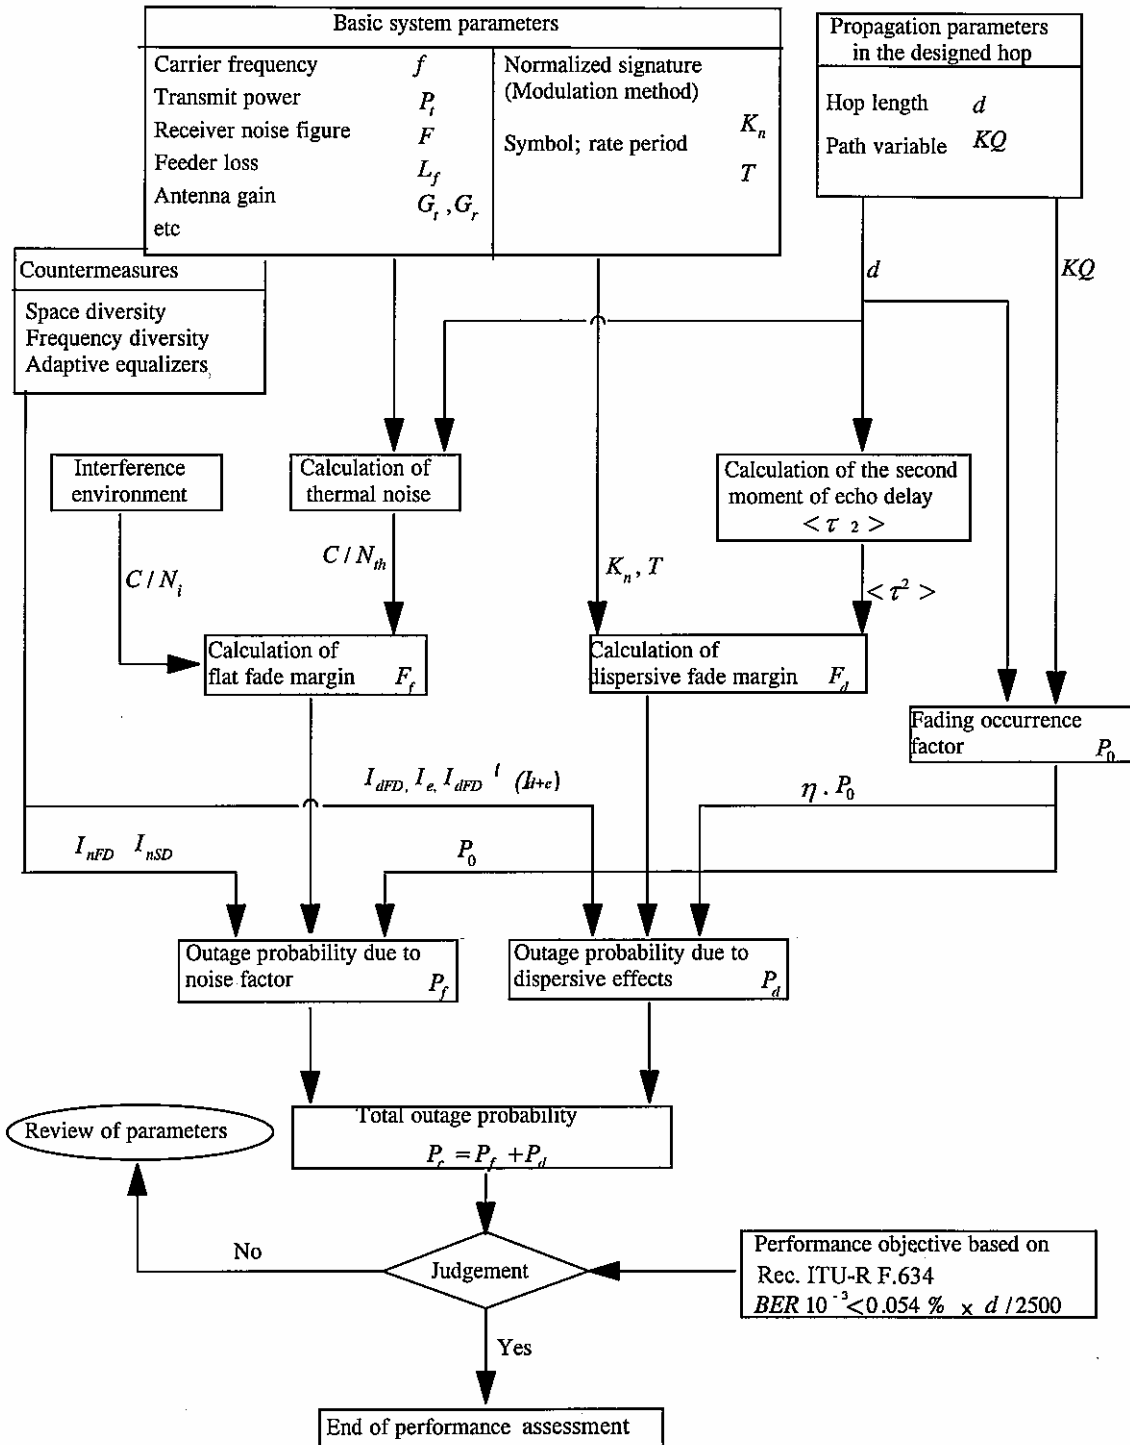 Basic system parameters
Carrier frequency f
Transmit power P_t
Receiver noise figure F
Feeder loss L_f
Antenna gain G_t , G_r
etc
Normalized signature
(Modulation method)
K_n
Symbol; rate period
T
Propagation parameters
in the designed hop
Hop length d
Path variable KQ
Countermeasures
Space diversity
Frequency diversity
Adaptive equalizers
d
KQ
Interference
environment
Calculation of
thermal noise
Calculation of the second
moment of echo delay
< τ 2 >
C / N_i
C / N_th
K_n , T
< τ² >
Calculation of
flat fade margin F_f
Calculation of
dispersive fade margin F_d
Fading occurrence
factor P_0
I_dFD, I_e, I_dFD
η . P_0
I_nFD I_nSD
P_0
Outage probability due to
noise factor P_f
Outage probability due to
dispersive effects P_d
Total outage probability
P_r = P_f + P_d
Review of parameters
No
Judgement
Performance objective based on
Rec. ITU-R F.634
BER 10⁻³ < 0.054 % × d / 2500
Yes
End of performance assessment